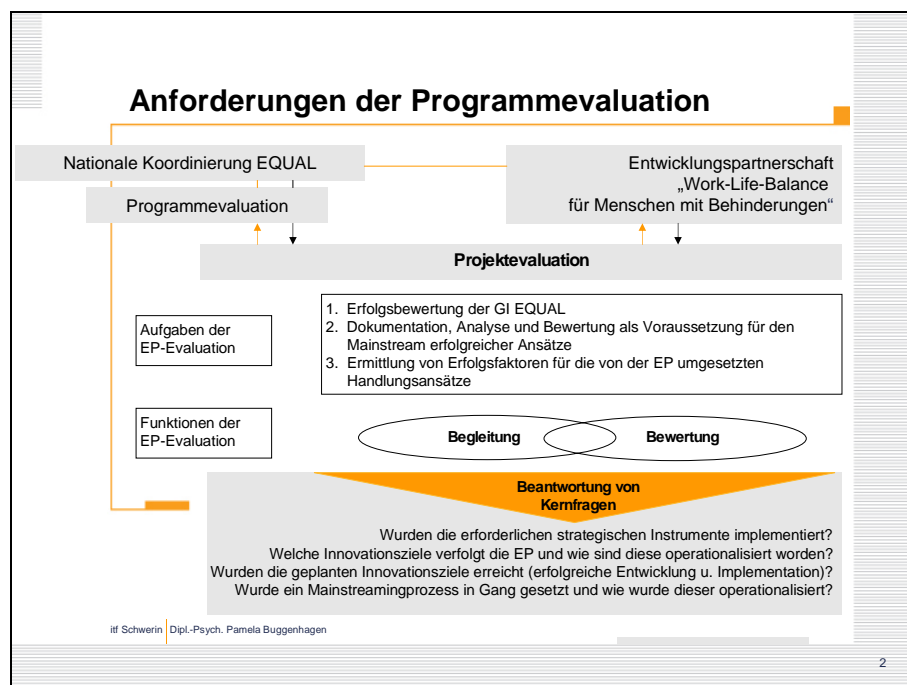 Anforderungen der Programmevaluation
Nationale Koordinierung EQUAL
Programmevaluation
Entwicklungspartnerschaft
„Work-Life-Balance
für Menschen mit Behinderungen“
Projektevaluation
Aufgaben der
EP-Evaluation
1. Erfolgsbewertung der GI EQUAL
2. Dokumentation, Analyse und Bewertung als Voraussetzung für den
Mainstream erfolgreicher Ansätze
3. Ermittlung von Erfolgsfaktoren für die von der EP umgesetzten
Handlungsansätze
Funktionen der
EP-Evaluation
Begleitung
Bewertung
Beantwortung von
Kernfragen
Wurden die erforderlichen strategischen Instrumente implementiert?
Welche Innovationsziele verfolgt die EP und wie sind diese operationalisiert worden?
Wurden die geplanten Innovationsziele erreicht (erfolgreiche Entwicklung u. Implementation)?
Wurde ein Mainstreamingprozess in Gang gesetzt und wie wurde dieser operationalisiert?
itf Schwerin Dipl.-Psych. Pamela Buggenhagen
2